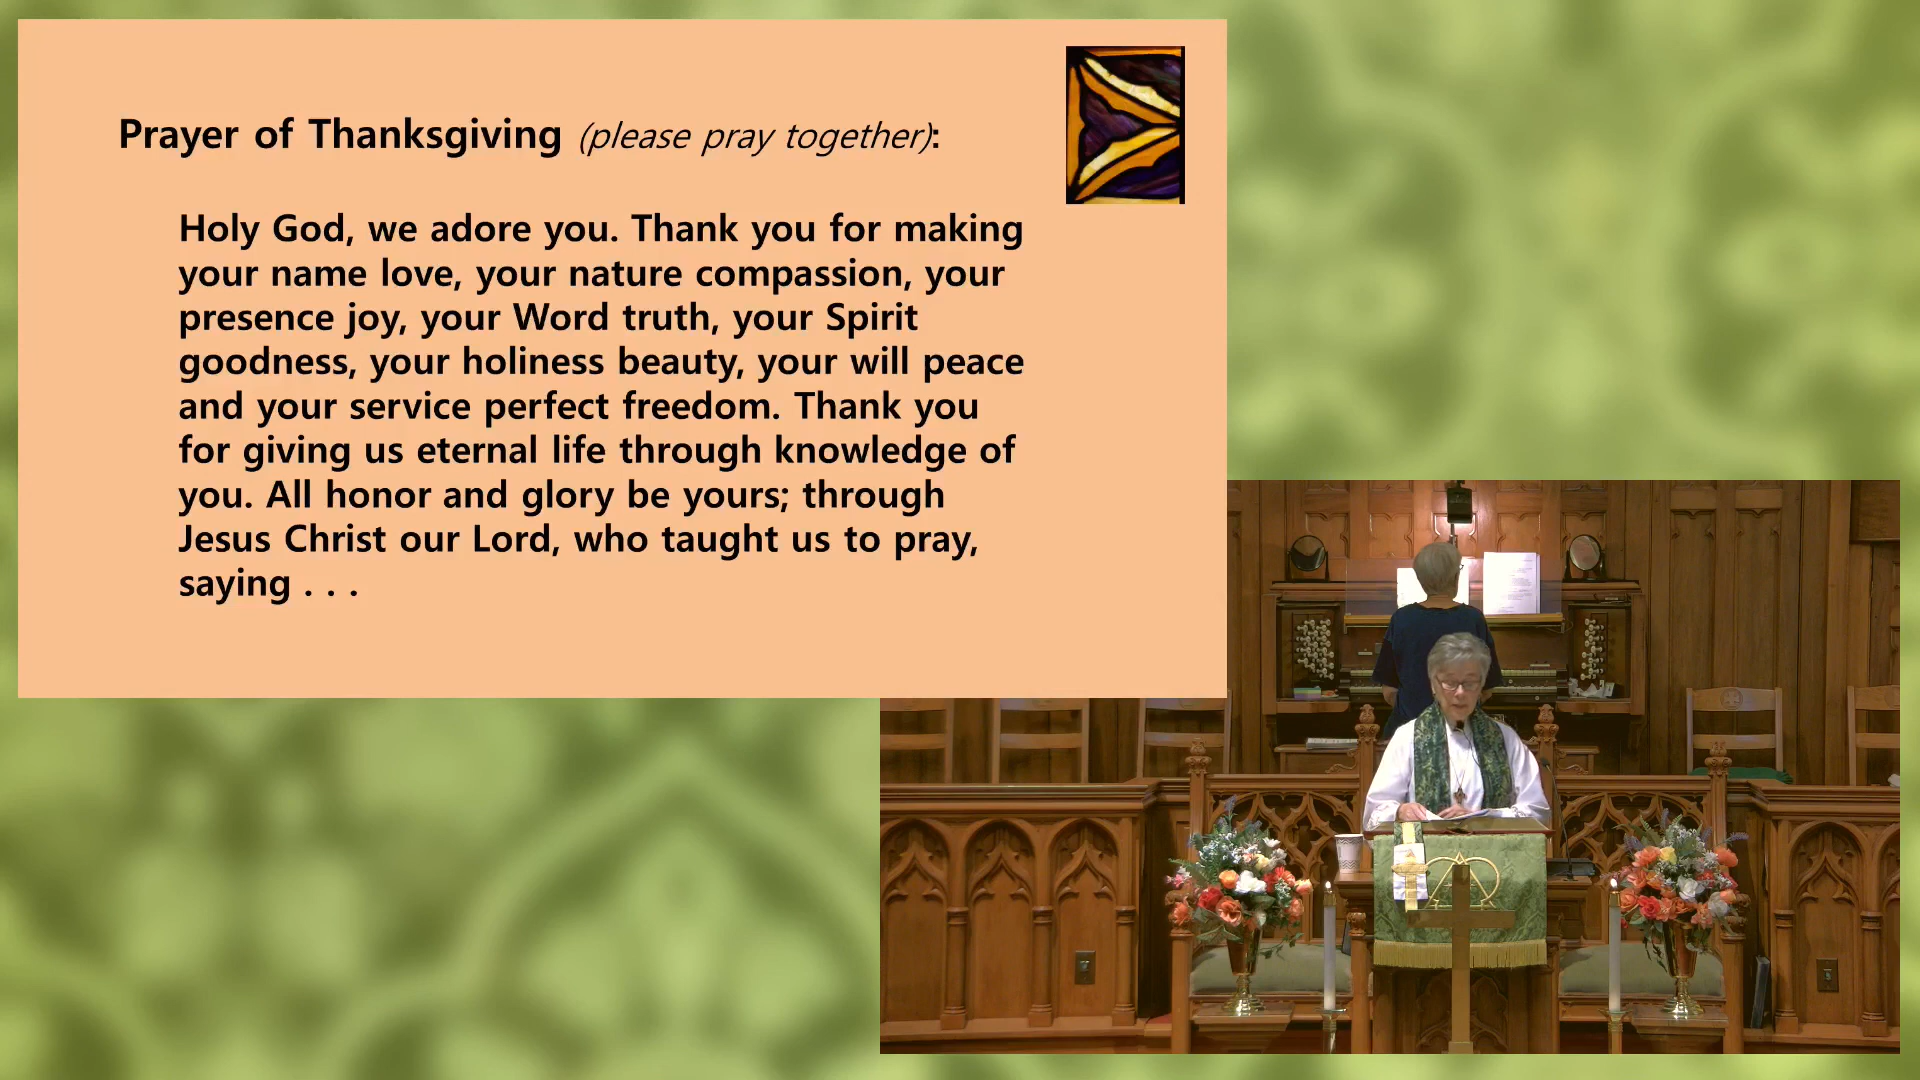 Prayer of Thanksgiving (please pray together):
Holy God, we adore you. Thank you for making
your name love, your nature compassion, your
presence joy, your Word truth, your Spirit
goodness, your holiness beauty, your will peace
and your service perfect freedom. Thank you
for giving us eternal life through knowledge of
you. All honor and glory be yours; through
Jesus Christ our Lord, who taught us to pray,
saying . . .